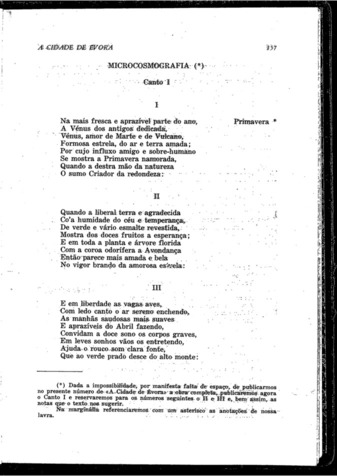 A CIDADE DE ÉVORA 337
MICROCOSMOGRAFIA (*)
Canto I
I
Na mais fresca e aprazível parte do ano, Primavera *
A Vénus dos antigos dedicada,
Vénus, amor de Marte e de Vulcano,
Formosa estrela, do ar e terra amada;
Por cujo influxo amigo e sobre-humano
Se mostra a Primavera namorada,
Quando a destra mão da natureza
O sumo Criador da redondeza:
II
Quando a liberal terra e agradecida
Co'a humidade do céu e temperança,
De verde e vário esmalte revestida,
Mostra dos doces fruitos a esperança;
E em toda a planta e árvore florida
Com a coroa odorífera a Avendança
Então parece mais amada e bela
No vigor brando da amorosa estrela:
III
E em liberdade as vagas aves,
Com ledo canto o ar sereno enchendo,
As manhãs saudosas mais suaves
E aprazíveis do Abril fazendo,
Convidam a doce sono os corpos graves,
Em leves sonhos vãos os entretendo,
Ajuda o rouco som clara fonte,
Que ao verde prado desce do alto monte:
(*) Dada a impossibilidade, por manifesta falta de espaço, de publicarmos
no presente número de «A Cidade de Évora» a obra completa, publicaremos agora
o Canto I e reservaremos para os números seguintes o II e III e, bem assim, as
notas que o texto nos sugerir.
Na marginália referenciaremos com um asterisco as anotações de nossa
lavra.